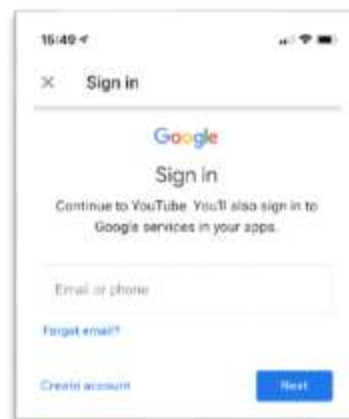 15:49
Sign in
Google
Sign in
Continue to YouTube. You'll also sign in to
Google services in your apps.
Email or phone
Forgot email?
Create account
Next